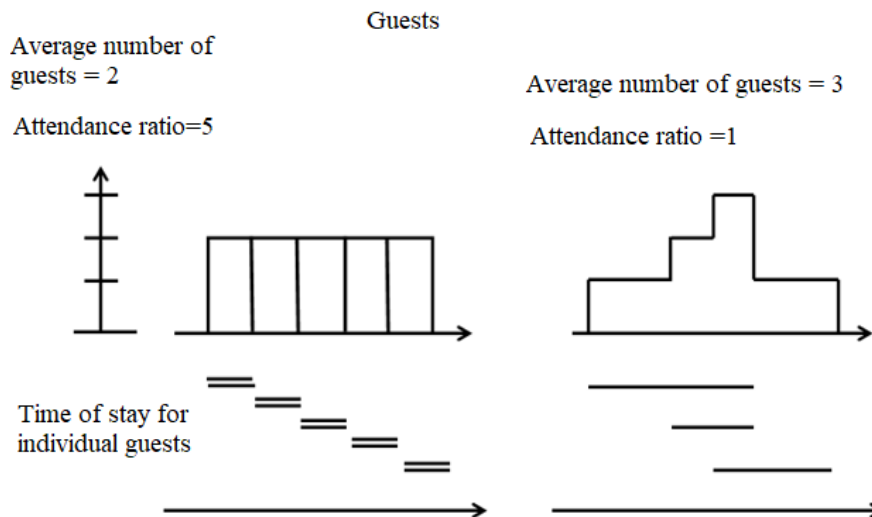 Guests
Average number of
guests = 2
Attendance ratio=5
Average number of guests = 3
Attendance ratio =1
Time of stay for
individual guests